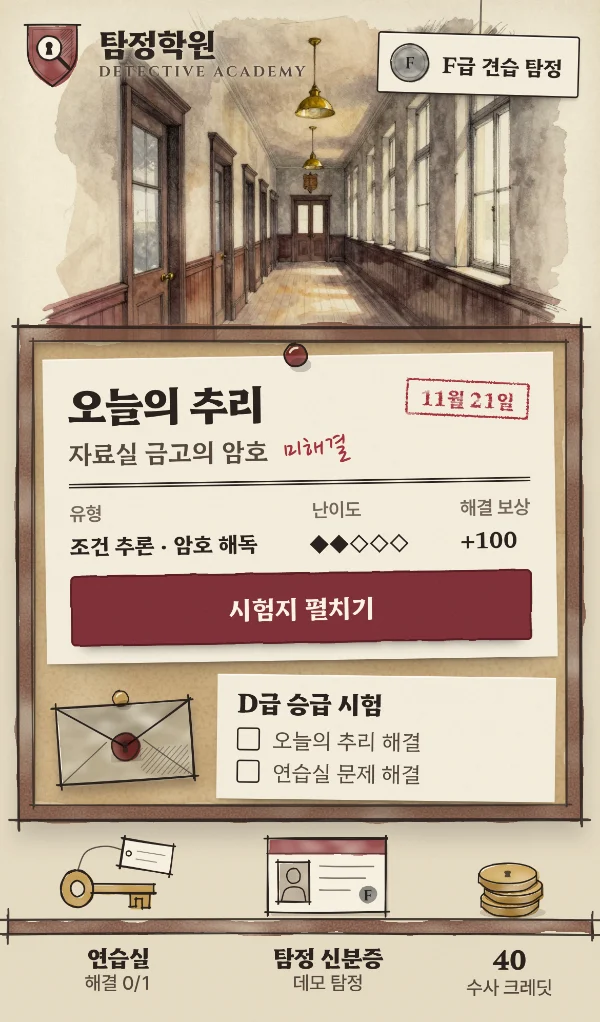 탐정학원
DETECTIVE ACADEMY
F
F급 견습 탐정
오늘의 추리
11월 21일
자료실 금고의 암호 미해결
유형
난이도
해결 보상
조건 추론 · 암호 해독
◆◆◇◇◇
+100
시험지 펼치기
D급 승급 시험
오늘의 추리 해결
연습실 문제 해결
F
연습실
탐정 신분증
40
해결 0/1
데모 탐정
수사 크레딧